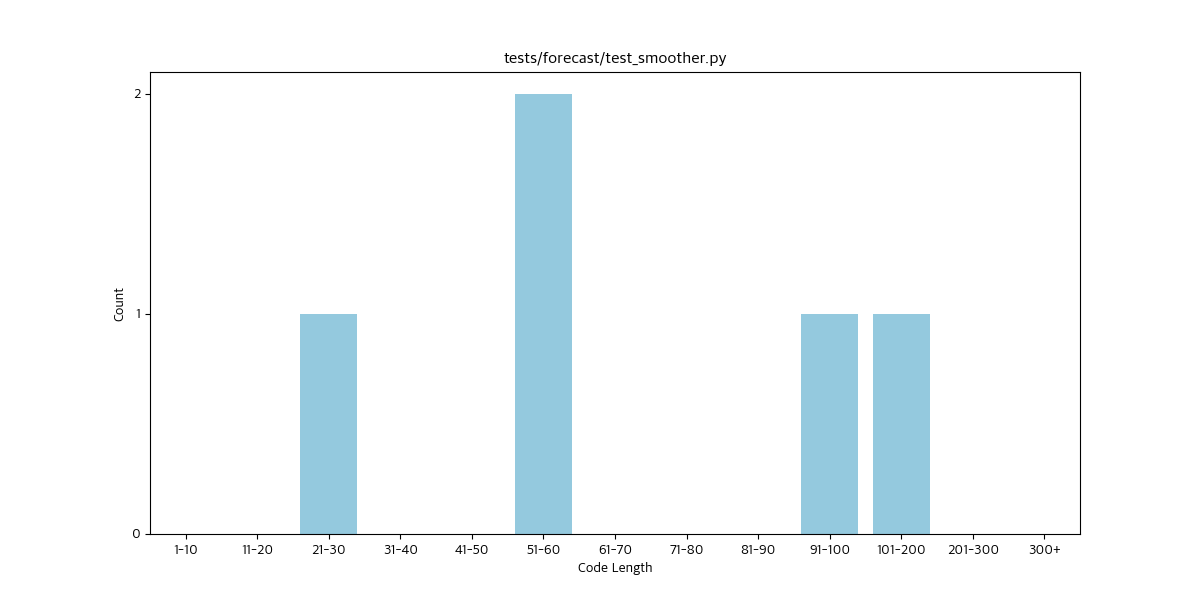 tests/forecast/test_smoother.py
2
1
0
Count
1-10 11-20 21-30 31-40 41-50 51-60 61-70 71-80 81-90 91-100 101-200 201-300 300+
Code Length